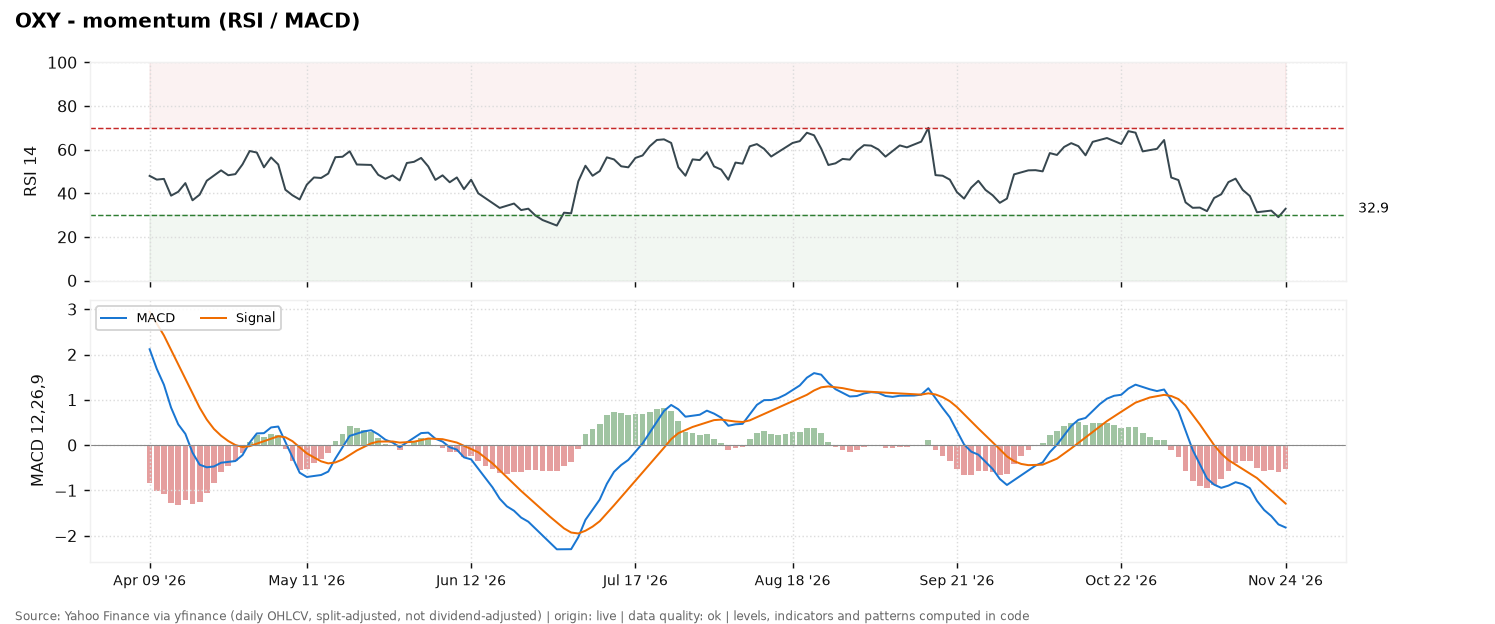 OXY - momentum (RSI / MACD)
100
80
60
40
20
0
RSI 14
32.9
3
2
1
0
−1
−2
MACD 12,26,9
MACD
Signal
Apr 09 '26
May 11 '26
Jun 12 '26
Jul 17 '26
Aug 18 '26
Sep 21 '26
Oct 22 '26
Nov 24 '26
Source: Yahoo Finance via yfinance (daily OHLCV, split-adjusted, not dividend-adjusted) | origin: live | data quality: ok | levels, indicators and patterns computed in code